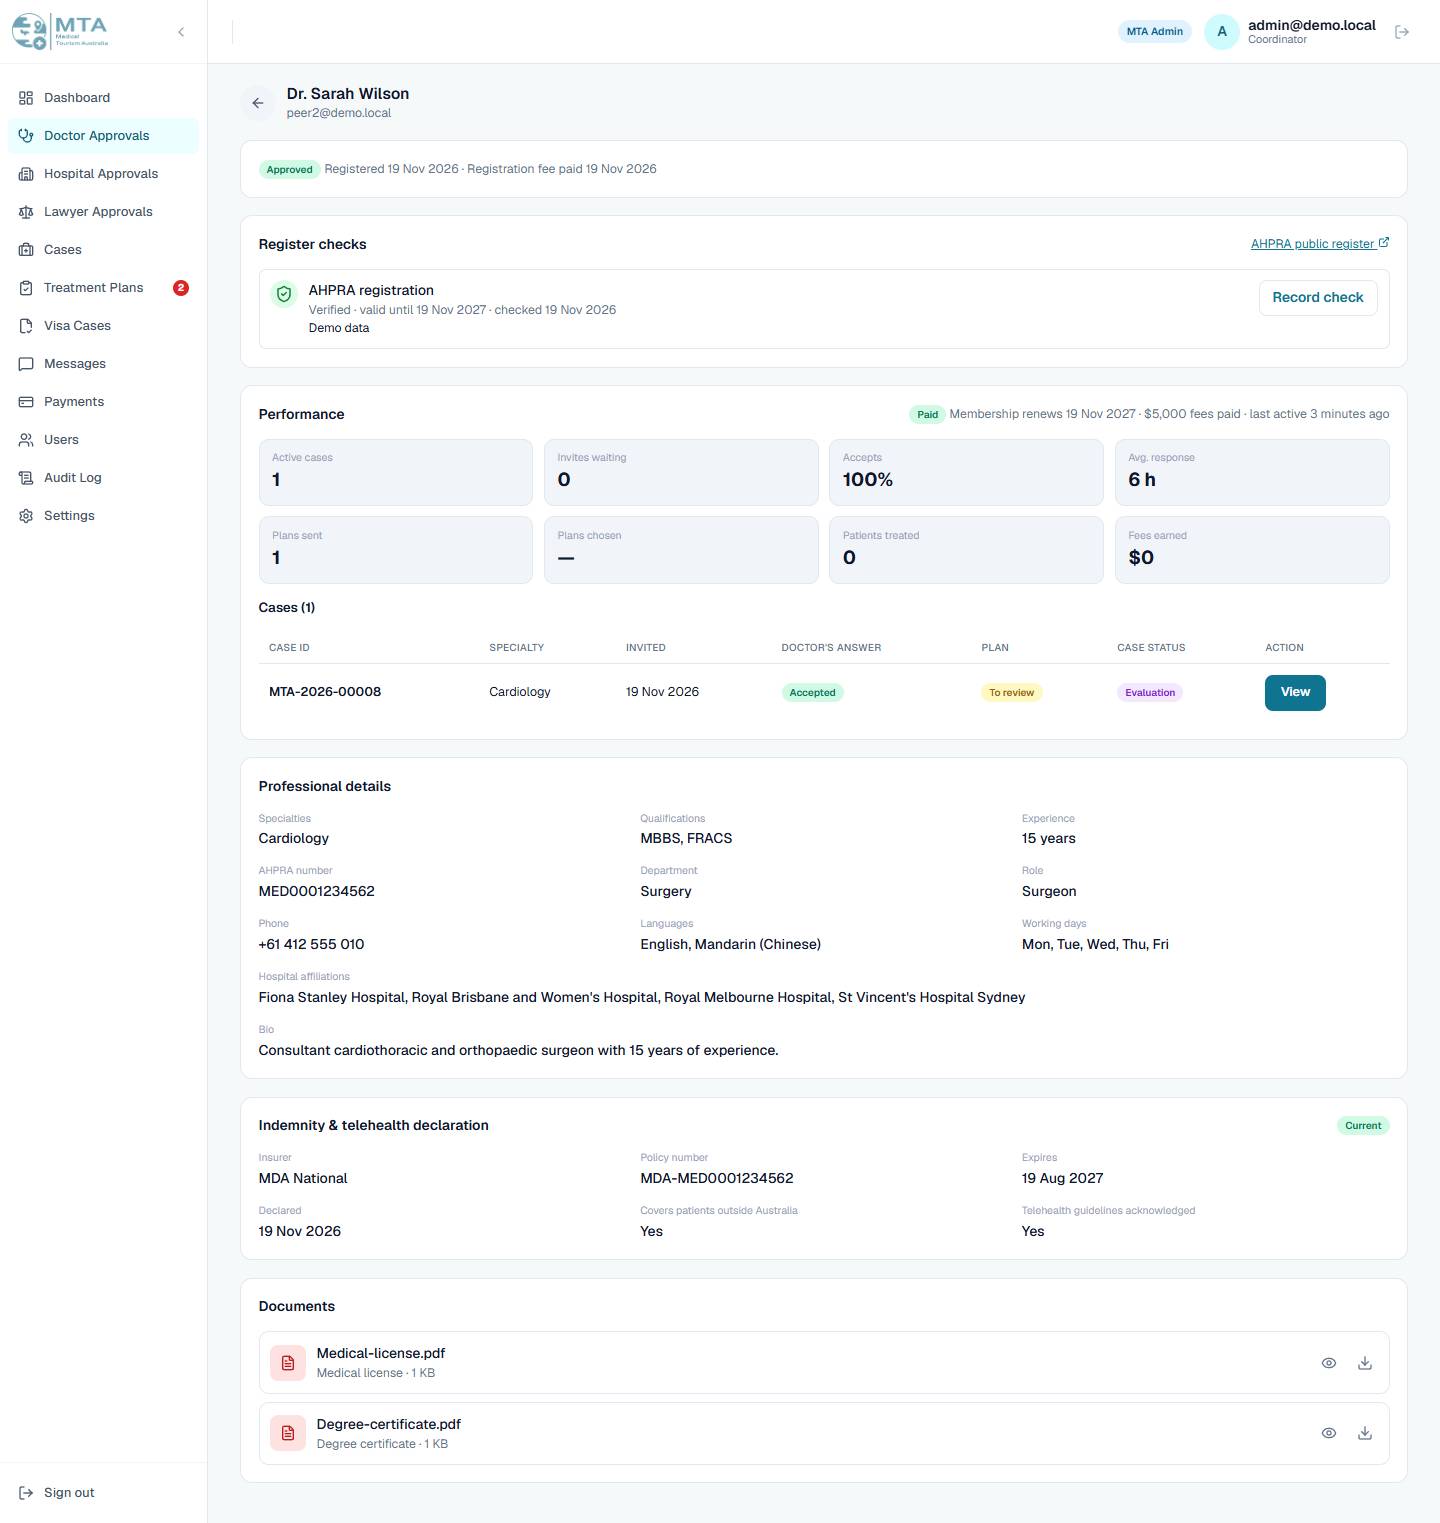 MTA
Medical
Tourism Australia
MTA Admin
A
admin@demo.local
Coordinator
Dashboard
Doctor Approvals
Hospital Approvals
Lawyer Approvals
Cases
Treatment Plans 2
Visa Cases
Messages
Payments
Users
Audit Log
Settings
Sign out
Dr. Sarah Wilson
peer2@demo.local
Approved Registered 19 Nov 2026 · Registration fee paid 19 Nov 2026
Register checks AHPRA public register
AHPRA registration
Verified · valid until 19 Nov 2027 · checked 19 Nov 2026
Demo data
Record check
Performance Paid Membership renews 19 Nov 2027 · $5,000 fees paid · last active 3 minutes ago
Active cases Invites waiting Accepts Avg. response
1 0 100% 6 h
Plans sent Plans chosen Patients treated Fees earned
1 — 0 $0
Cases (1)
CASE ID SPECIALTY INVITED DOCTOR'S ANSWER PLAN CASE STATUS ACTION
MTA-2026-00008 Cardiology 19 Nov 2026 Accepted To review Evaluation View
Professional details
Specialties Qualifications Experience
Cardiology MBBS, FRACS 15 years
AHPRA number Department Role
MED0001234562 Surgery Surgeon
Phone Languages Working days
+61 412 555 010 English, Mandarin (Chinese) Mon, Tue, Wed, Thu, Fri
Hospital affiliations
Fiona Stanley Hospital, Royal Brisbane and Women's Hospital, Royal Melbourne Hospital, St Vincent's Hospital Sydney
Bio
Consultant cardiothoracic and orthopaedic surgeon with 15 years of experience.
Indemnity & telehealth declaration Current
Insurer Policy number Expires
MDA National MDA-MED0001234562 19 Aug 2027
Declared Covers patients outside Australia Telehealth guidelines acknowledged
19 Nov 2026 Yes Yes
Documents
Medical-license.pdf
Medical license · 1 KB
Degree-certificate.pdf
Degree certificate · 1 KB